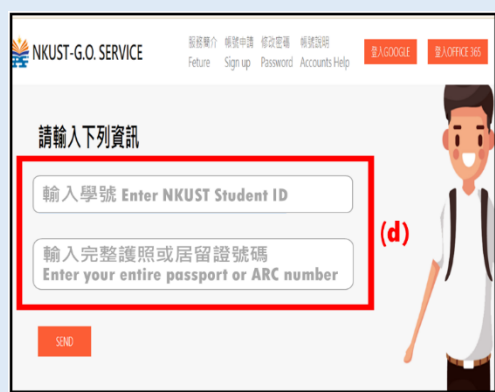 NKUST-G.O. SERVICE
服務簡介 帳號申請 修改密碼 帳號說明
Feture Sign up Password Accounts Help
登入GOOGLE
登入OFFICE 365
請輸入下列資訊
輸入學號 Enter NKUST Student ID
(d)
輸入完整護照或居留證號碼
Enter your entire passport or ARC number
SEND